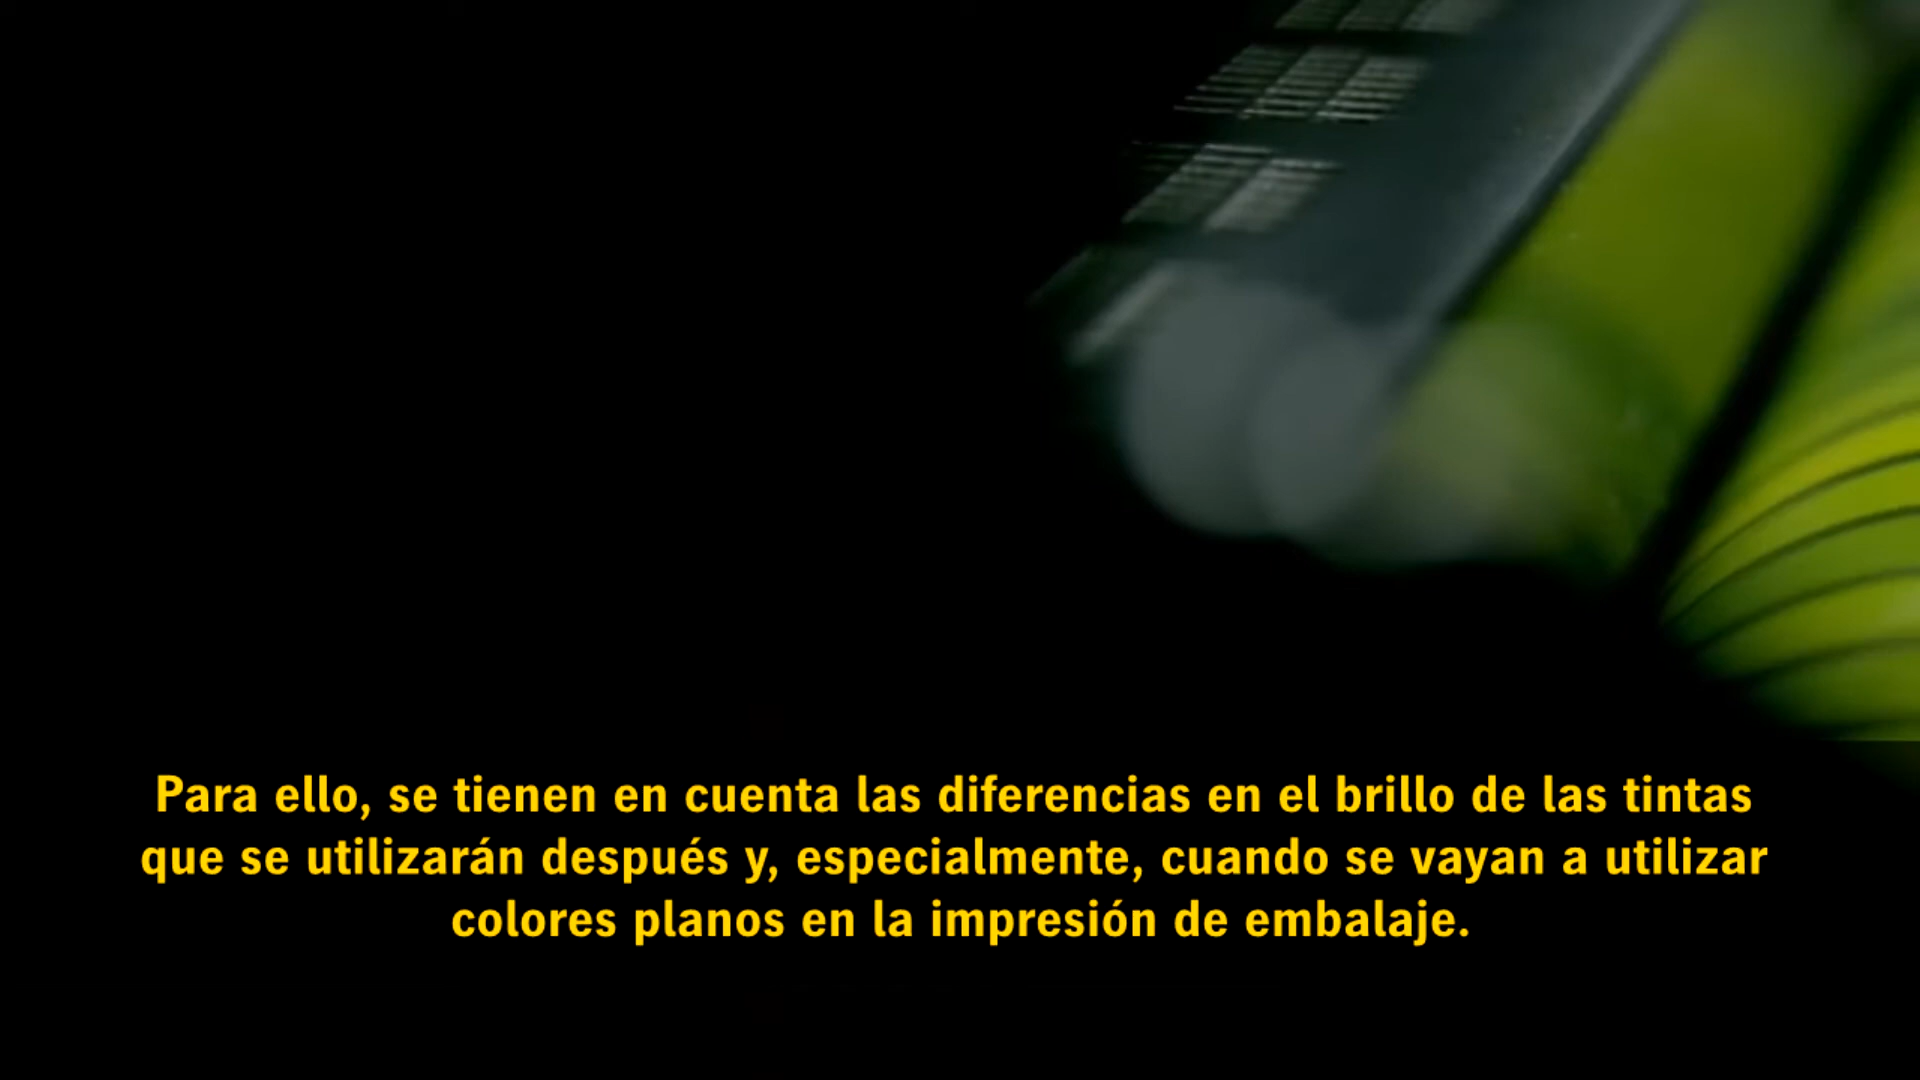 Para ello, se tienen en cuenta las diferencias en el brillo de las tintas
que se utilizarán después y, especialmente, cuando se vayan a utilizar
colores planos en la impresión de embalaje.